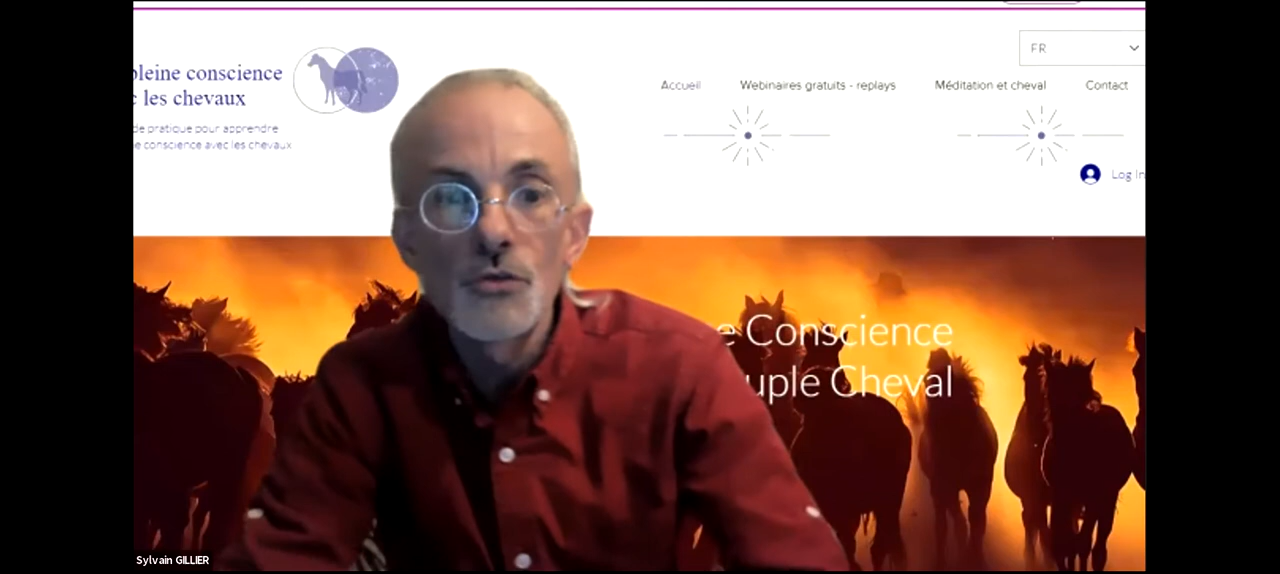 pleine conscience
c les chevaux
de pratique pour apprendre
e conscience avec les chevaux
FR
Accueil
Webinaires gratuits - replays
Méditation et cheval
Contact
Log In
e Conscience
uple Cheval
Sylvain GILLIER